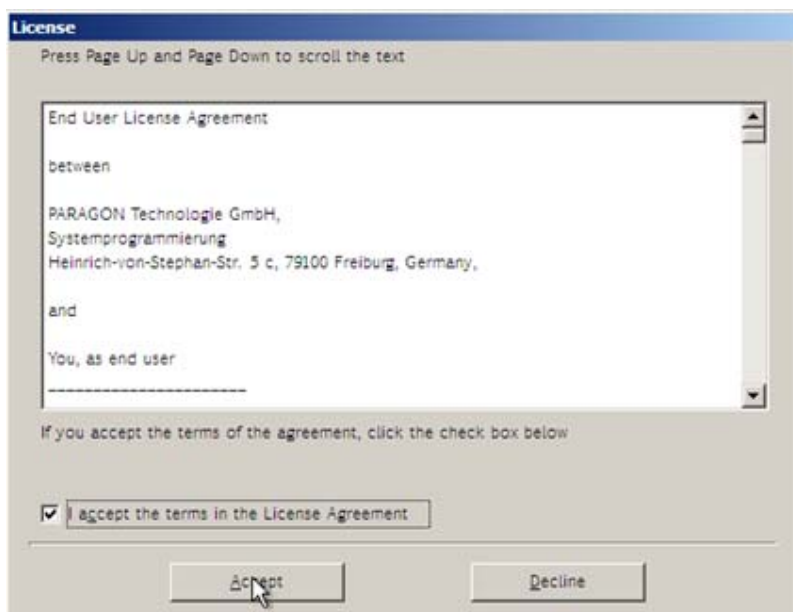 License
Press Page Up and Page Down to scroll the text
End User License Agreement
between
PARAGON Technologie GmbH,
Systemprogrammierung
Heinrich-von-Stephan-Str. 5 c, 79100 Freiburg, Germany,
and
You, as end user
----------------------
If you accept the terms of the agreement, click the check box below
I accept the terms in the License Agreement
Accept
Decline